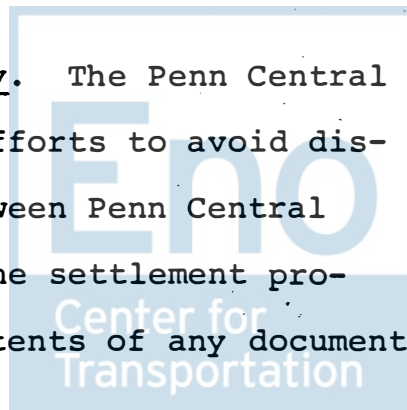 . The Penn Central
fforts to avoid dis-
ween Penn Central
ne settlement pro-
tents of any document
Eno
Center for
Transportation